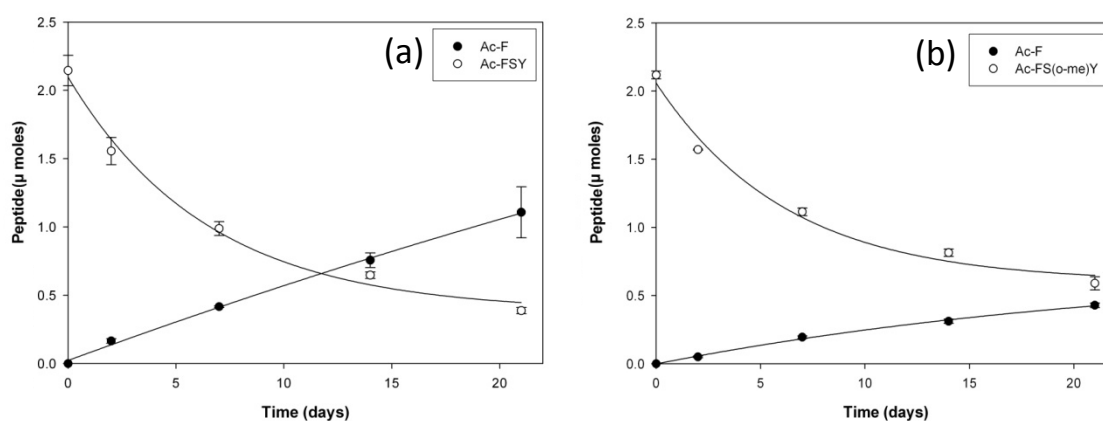 (a)
Ac-F
Ac-FSY
Peptide(μ moles)
2.5
2.0
1.5
1.0
0.5
0.0
0 5 10 15 20
Time (days)
(b)
Ac-F
Ac-FS(o-me)Y
Peptide(μ moles)
2.5
2.0
1.5
1.0
0.5
0.0
0 5 10 15 20
Time (days)